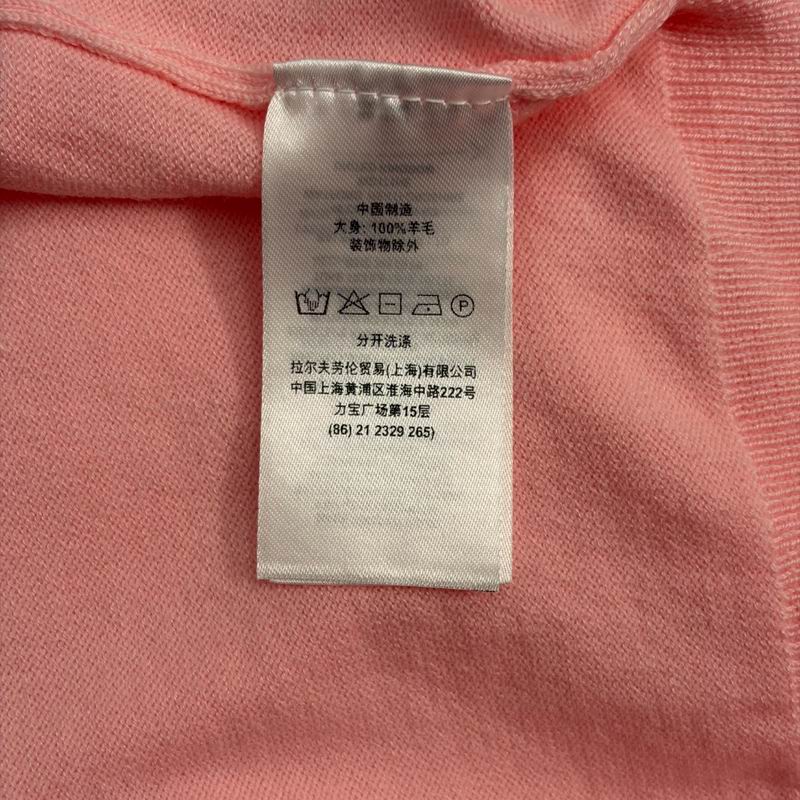 中国制造
大身: 100%羊毛
装饰物除外
P
分开洗涤
拉尔夫劳伦贸易(上海)有限公司
中国上海黄浦区淮海中路222号
力宝广场第15层
(86) 21 2329 265)